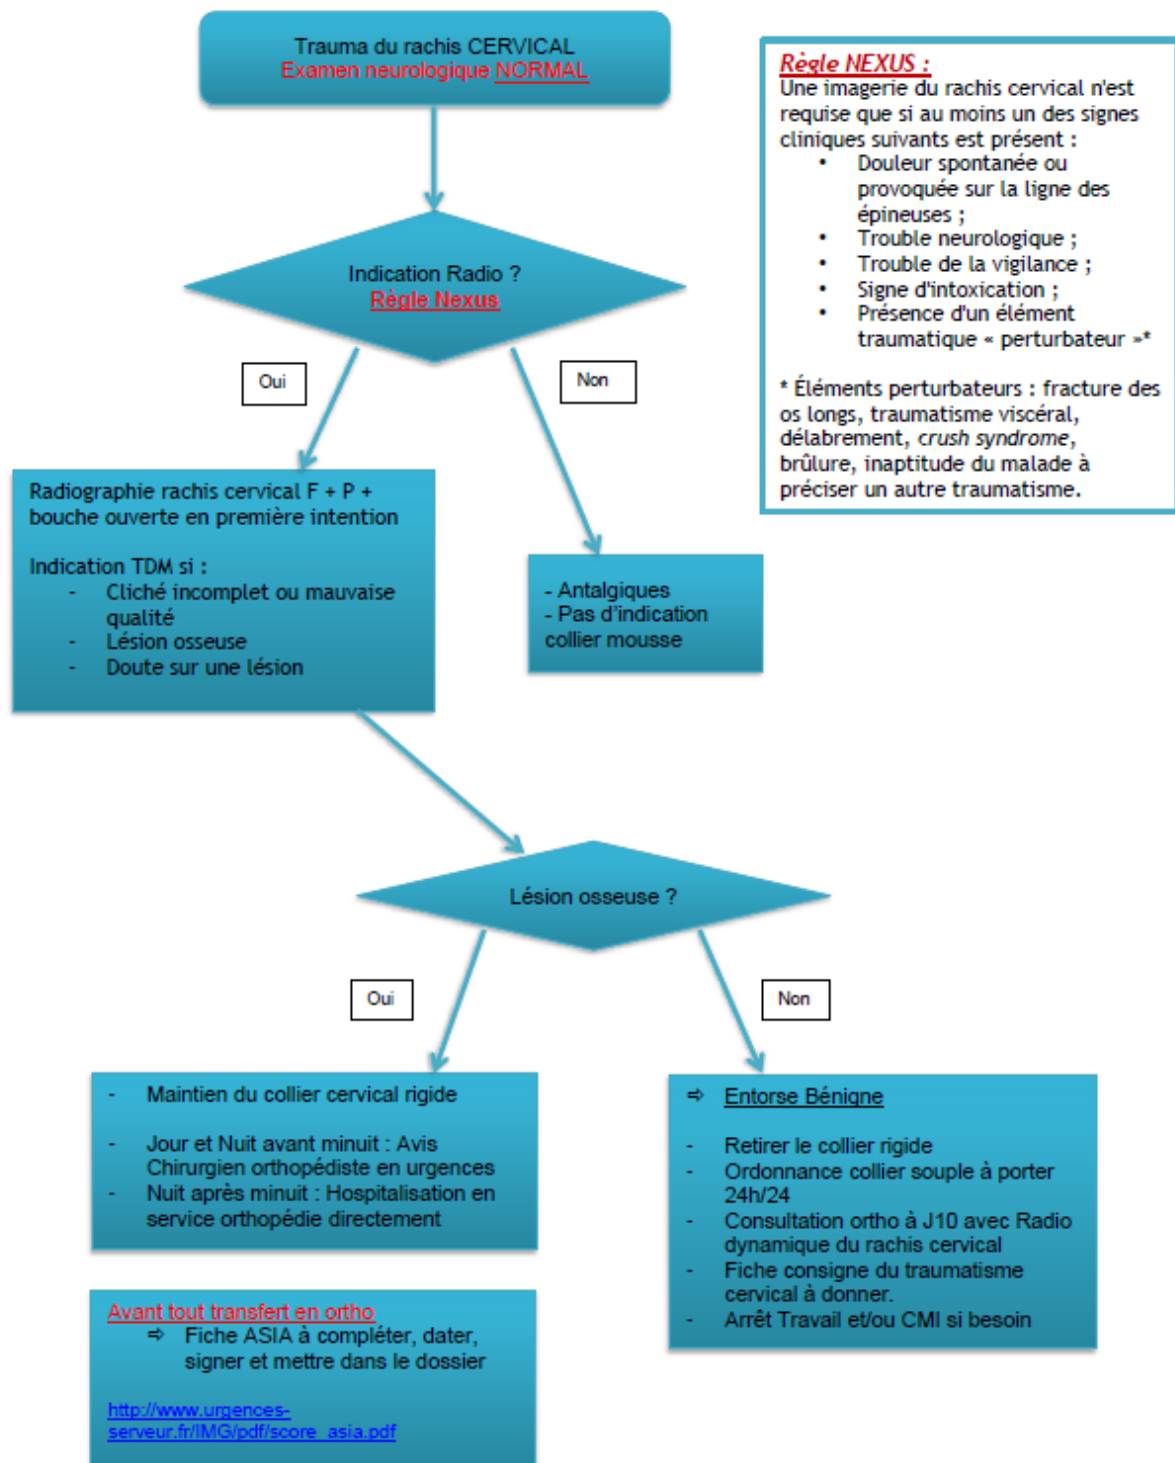 Trauma du rachis CERVICAL
Examen neurologique NORMAL
Règle NEXUS :
Une imagerie du rachis cervical n'est
requise que si au moins un des signes
cliniques suivants est présent :
• Douleur spontanée ou
provoquée sur la ligne des
épineuses ;
• Trouble neurologique ;
• Trouble de la vigilance ;
• Signe d'intoxication ;
• Présence d'un élément
traumatique « perturbateur »*
* Éléments perturbateurs : fracture des
os longs, traumatisme viscéral,
délabrement, crush syndrome,
brûlure, inaptitude du malade à
préciser un autre traumatisme.
Indication Radio ?
Règle Nexus
Oui
Non
Radiographie rachis cervical F + P +
bouche ouverte en première intention
Indication TDM si :
- Cliché incomplet ou mauvaise
qualité
- Lésion osseuse
- Doute sur une lésion
- Antalgiques
- Pas d'indication
collier mousse
Lésion osseuse ?
Oui
Non
- Maintien du collier cervical rigide
- Jour et Nuit avant minuit : Avis
Chirurgien orthopédiste en urgences
- Nuit après minuit : Hospitalisation en
service orthopédie directement
⇨ Entorse Bénigne
- Retirer le collier rigide
- Ordonnance collier souple à porter
24h/24
- Consultation ortho à J10 avec Radio
dynamique du rachis cervical
- Fiche consigne du traumatisme
cervical à donner.
- Arrêt Travail et/ou CMI si besoin
Avant tout transfert en ortho
⇨ Fiche ASIA à compléter, dater,
signer et mettre dans le dossier
http://www.urgences-
serveur.fr/IMG/pdf/score_asia.pdf